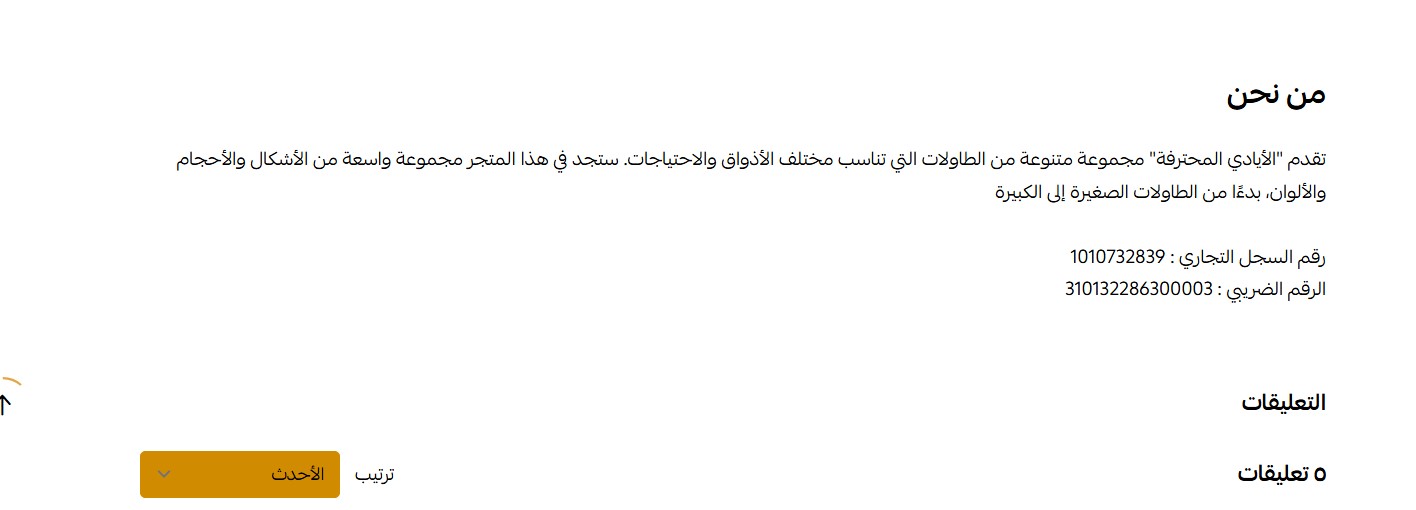 من نحن
تقدم "الأيادي المحترفة" مجموعة متنوعة من الطاولات التي تناسب مختلف الأذواق والاحتياجات. ستجد في هذا المتجر مجموعة واسعة من الأشكال والأحجام
والألوان، بدءًا من الطاولات الصغيرة إلى الكبيرة
رقم السجل التجاري : 1010732839
الرقم الضريبي : 310132286300003
التعليقات
٥ تعليقات
ترتيب
الأحدث